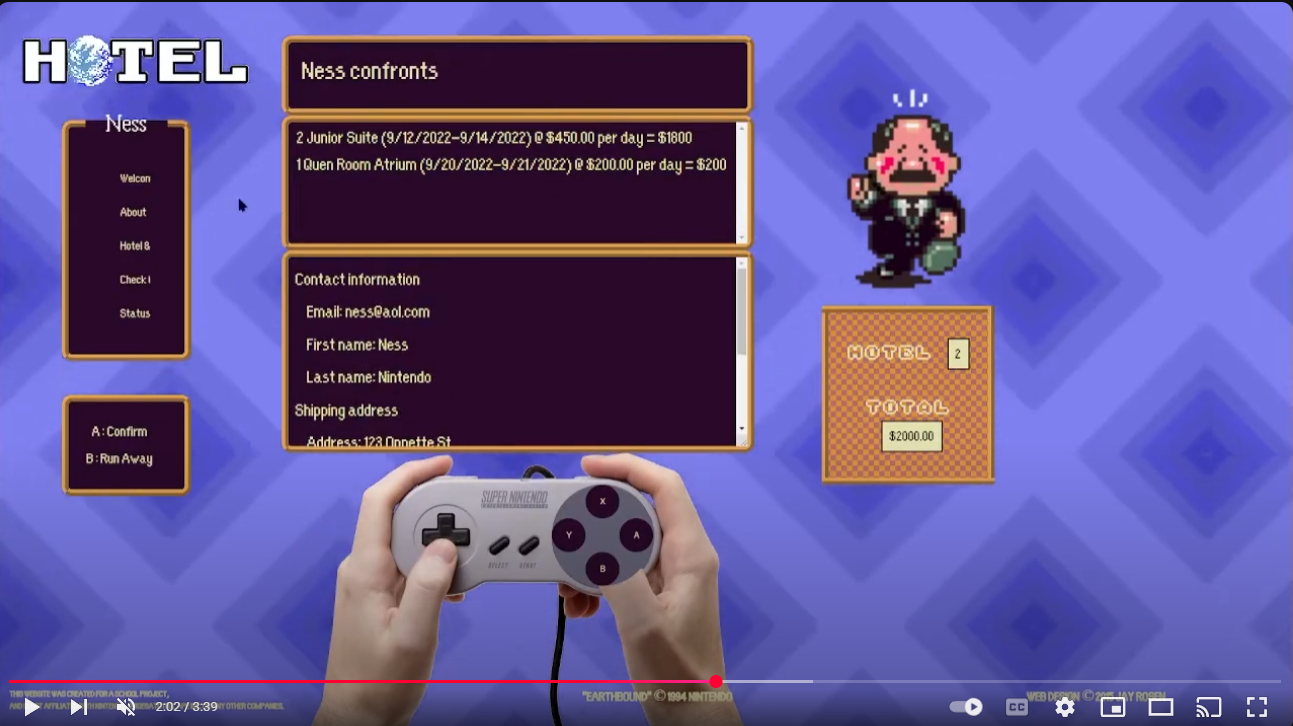 HOTEL
Ness
Welcon
About
Hotel &
Check I
Status
A: Confirm
B: Run Away
Ness confronts
2 Junior Suite (9/12/2022-9/14/2022) @ $450.00 per day = $1800
1 Quen Room Atrium (9/20/2022-9/21/2022) @ $200.00 per day = $200
Contact information
Email: ness@aol.com
First name: Ness
Last name: Nintendo
Shipping address
Address: 123 Onnette St
HOTEL 2
TOTAL
$2000.00
SUPER NINTENDO
ENTERTAINMENT SYSTEM
X
Y A
B
SELECT START
THIS WEBSITE WAS CREATED FOR A SCHOOL PROJECT,
"EARTHBOUND" © 1994 NINTENDO
WEB DESIGN © 2015 JAY ROSEN
2:02 / 3:39
CC